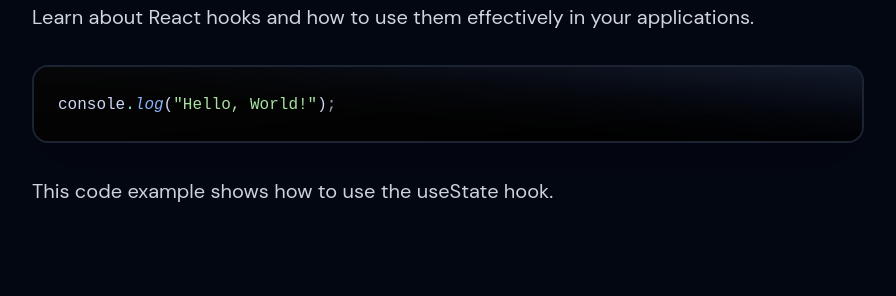 Learn about React hooks and how to use them effectively in your applications.
console.log("Hello, World!");
This code example shows how to use the useState hook.